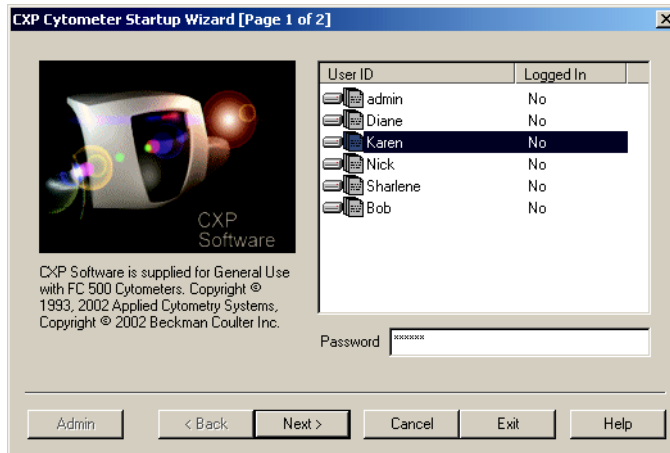 CXP Cytometer Startup Wizard [Page 1 of 2]
CXP
Software
CXP Software is supplied for General Use
with FC 500 Cytometers. Copyright ©
1993, 2002 Applied Cytometry Systems,
Copyright © 2002 Beckman Coulter Inc.
User ID Logged In
admin No
Diane No
Karen No
Nick No
Sharlene No
Bob No
Password ××××××
Admin < Back Next > Cancel Exit Help